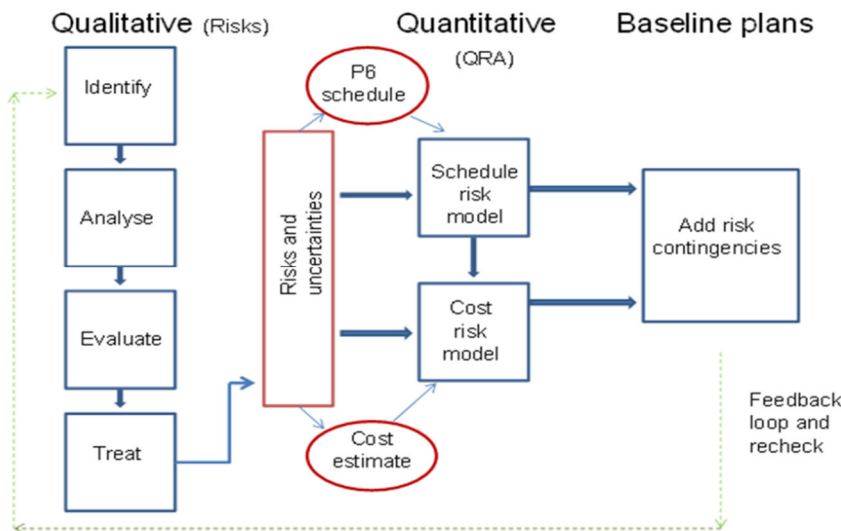 Qualitative (Risks)
Quantitative
(QRA)
Baseline plans
Identify
Analyse
Evaluate
Treat
Risks and
uncertainties
P6
schedule
Cost
estimate
Schedule
risk
model
Cost
risk
model
Add risk
contingencies
Feedback
loop and
recheck